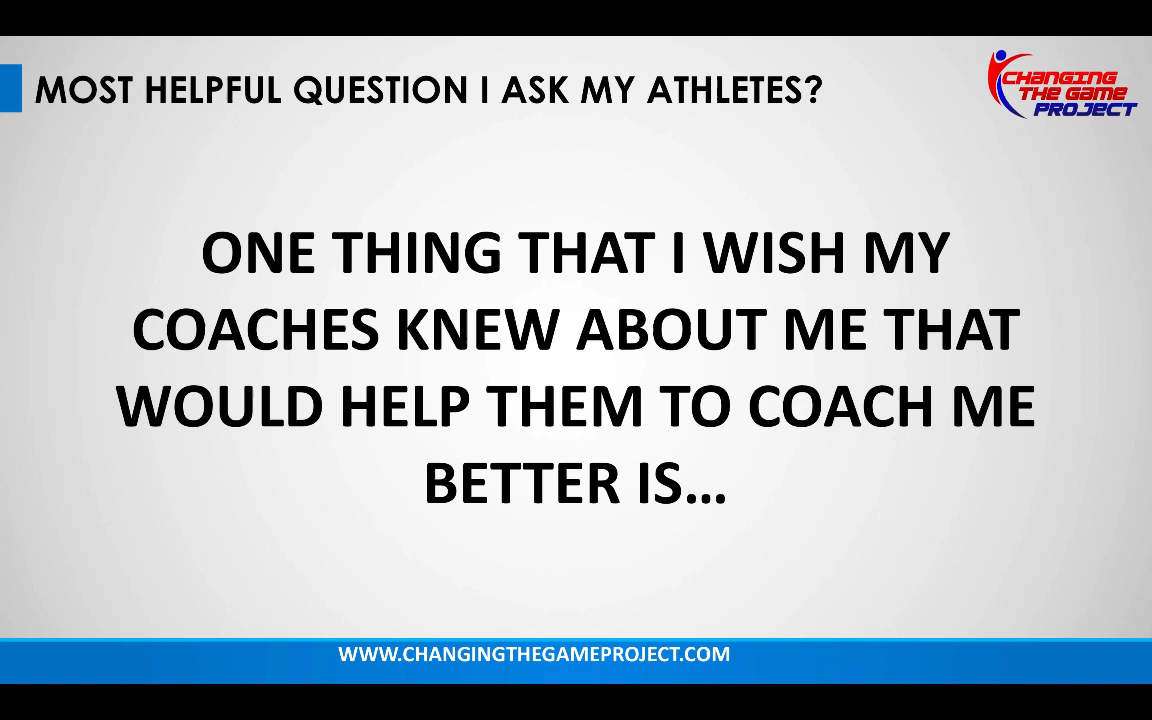 MOST HELPFUL QUESTION I ASK MY ATHLETES?
CHANGING
THE GAME
PROJECT
ONE THING THAT I WISH MY
COACHES KNEW ABOUT ME THAT
WOULD HELP THEM TO COACH ME
BETTER IS...
WWW.CHANGINGTHEGAMEPROJECT.COM